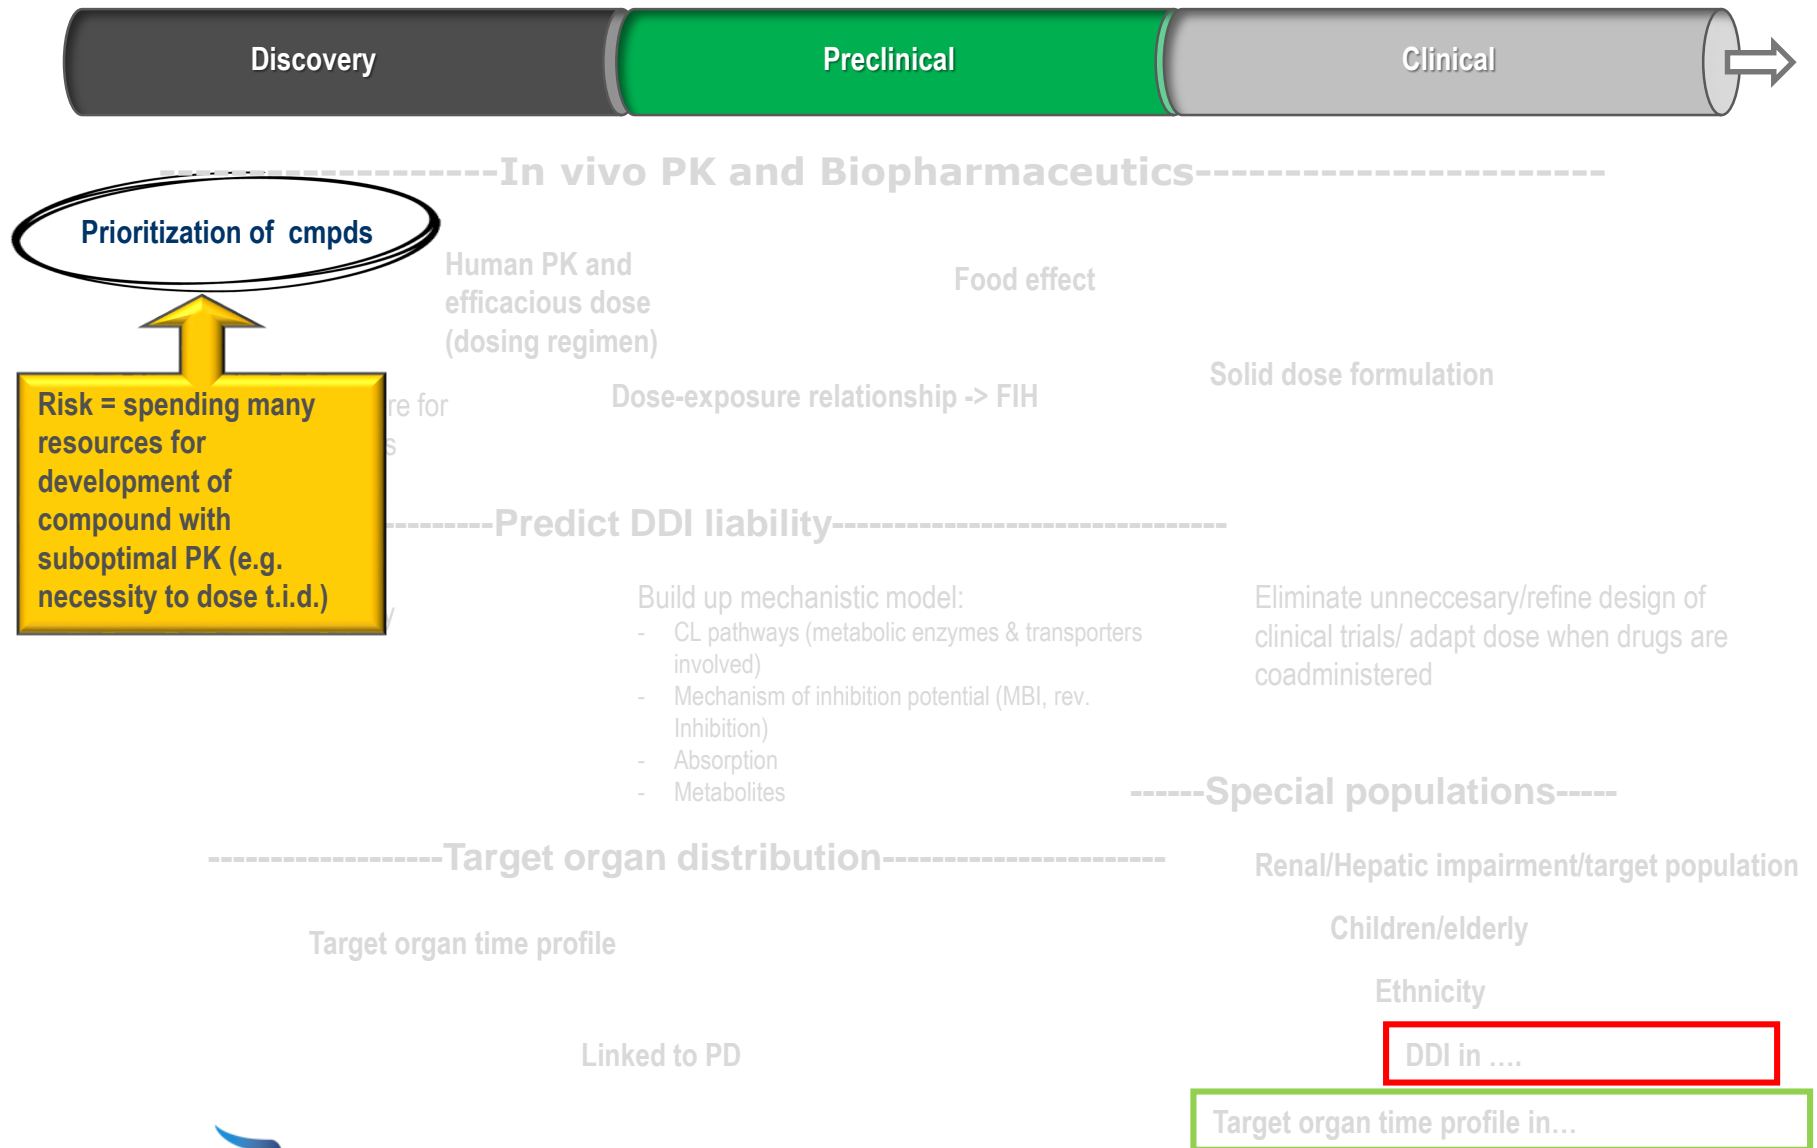 Discovery
Preclinical
Clinical
-------------------In vivo PK and Biopharmaceutics-----------------------
Prioritization of cmpds
Human PK and
efficacious dose
(dosing regimen)
Food effect
Solid dose formulation
Dose-exposure relationship -> FIH
re for
s
Risk = spending many
resources for
development of
compound with
suboptimal PK (e.g.
necessity to dose t.i.d.)
---------Predict DDI liability--------------------------------
y
Build up mechanistic model:
- CL pathways (metabolic enzymes & transporters
involved)
- Mechanism of inhibition potential (MBI, rev.
Inhibition)
- Absorption
- Metabolites
Eliminate unneccesary/refine design of
clinical trials/ adapt dose when drugs are
coadministered
------Special populations-----
-------------------Target organ distribution-----------------------
Renal/Hepatic impairment/target population
Children/elderly
Target organ time profile
Ethnicity
Linked to PD
DDI in ….
Target organ time profile in…